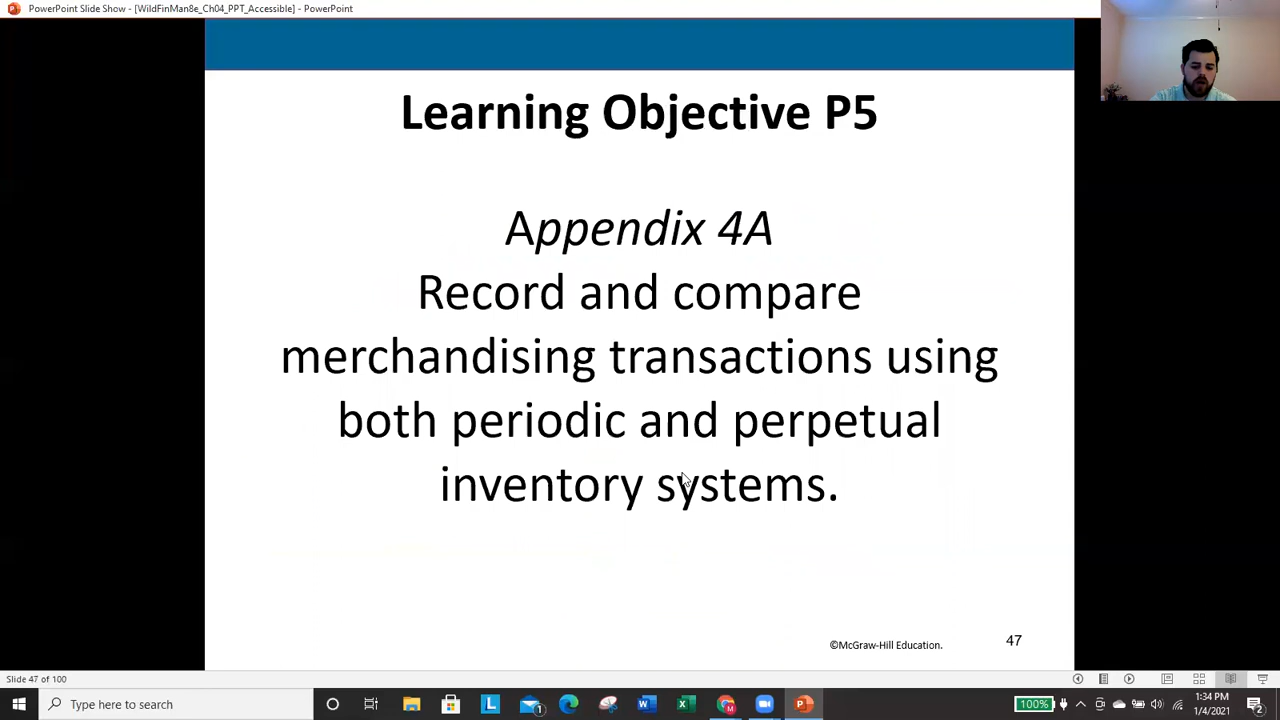 PowerPoint Slide Show - [WildFinMan8e_Ch04_PPT_Accessible] - PowerPoint
Learning Objective P5
Appendix 4A
Record and compare
merchandising transactions using
both periodic and perpetual
inventory systems.
©McGraw-Hill Education.
47
Slide 47 of 100
Type here to search
100%
1:34 PM
1/4/2021